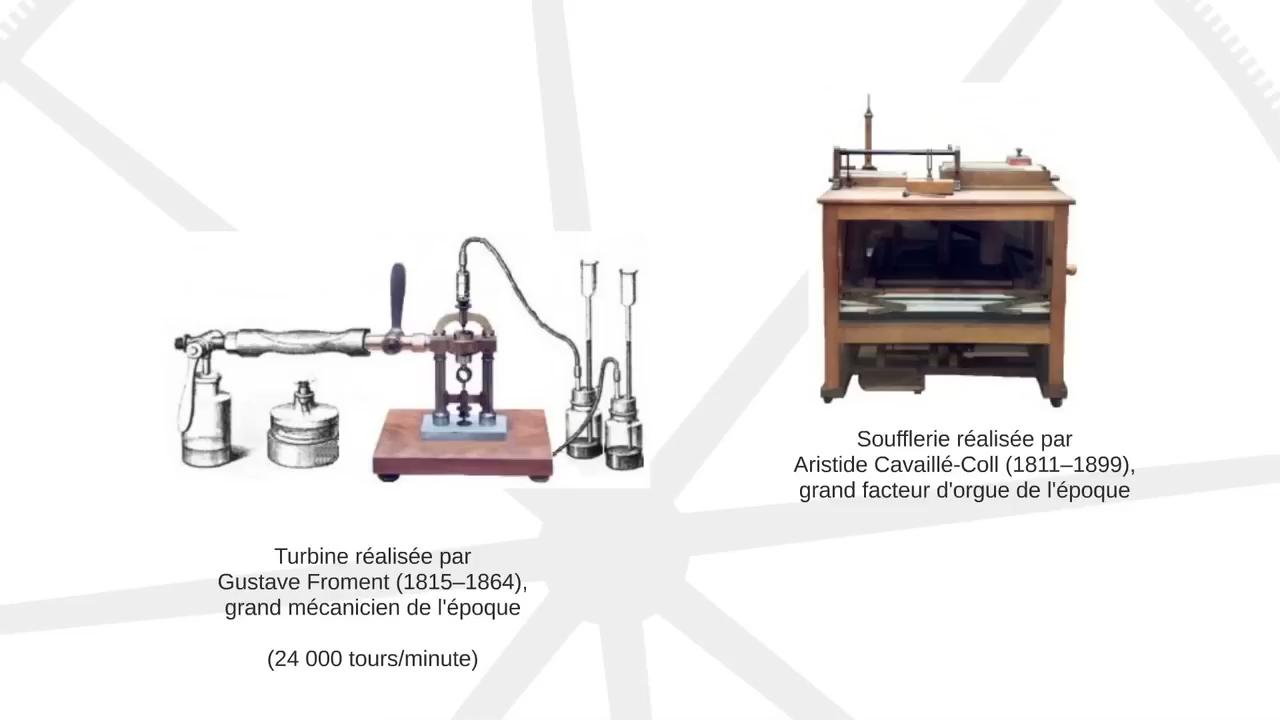 Soufflerie réalisée par
Aristide Cavaillé-Coll (1811–1899),
grand facteur d'orgue de l'époque
Turbine réalisée par
Gustave Froment (1815–1864),
grand mécanicien de l'époque
(24 000 tours/minute)